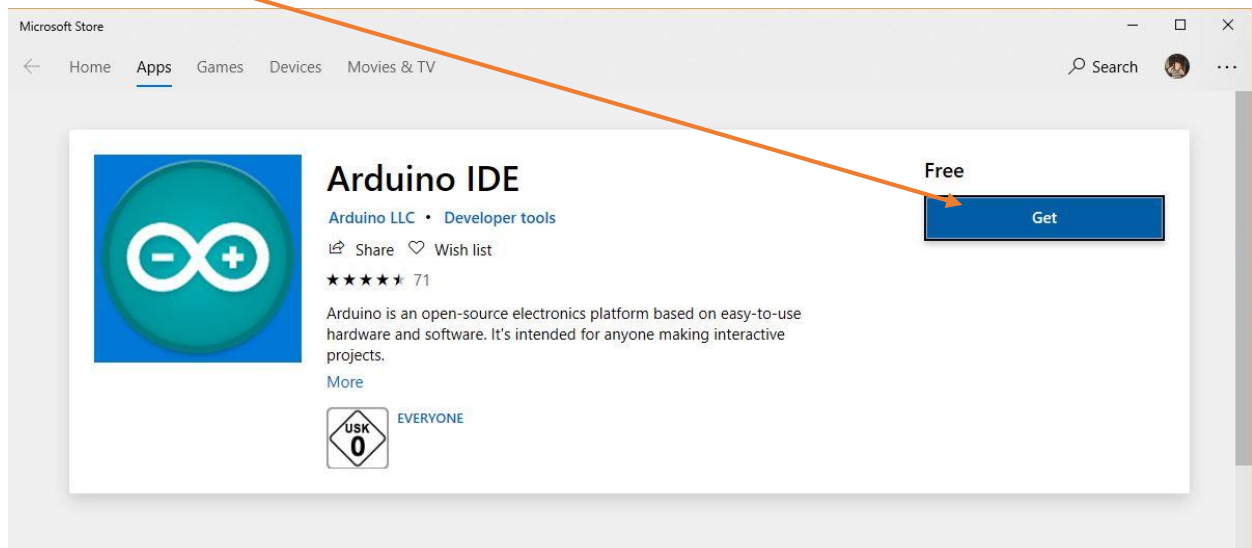 Microsoft Store
Home Apps Games Devices Movies & TV Search
Arduino IDE
Free
Arduino LLC • Developer tools
Get
Share Wish list
71
Arduino is an open-source electronics platform based on easy-to-use
hardware and software. It's intended for anyone making interactive
projects.
More
USK
0
EVERYONE